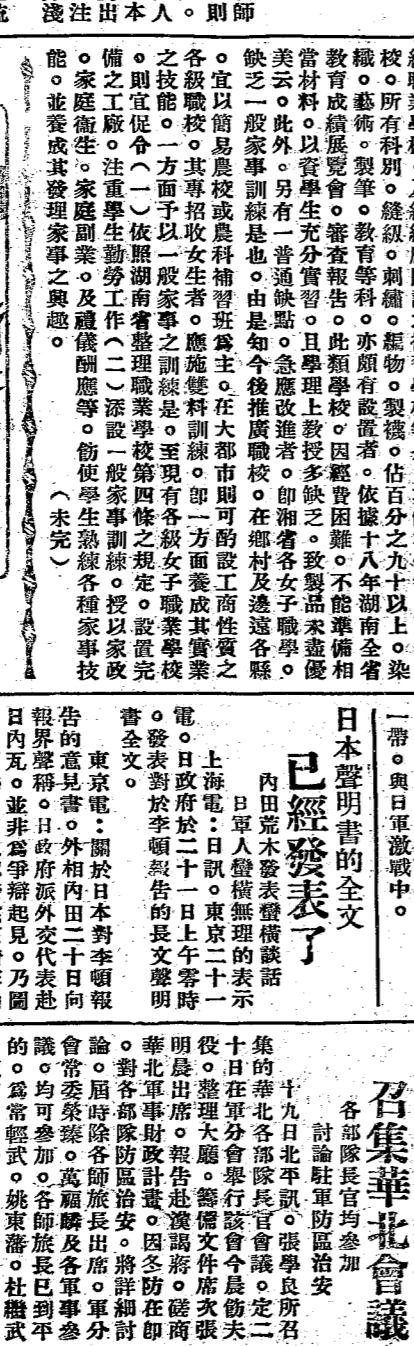 師則。人本出注淺
校。所有科別。縫級。刺繡。編物。製襪。佔百分之九十以上。染
織。藝術。製筆。教育等科。亦頗有設置者。依據十八年湖南全省
教育成績展覽會。審查報告。此類學校。因經費困難。不能準備相
當材料。以資學生充分實習。且學理上教授多缺乏。致製品未盡優
美云。此外。另有一普通缺點。急應改進者。卽湘省各女子職學。
缺乏一般家事訓練是也。由是知今後推廣職校。在鄉村及邊遠各縣
。宜以簡易農校或農科補習班爲主。在大都市則可酌設工商性質之
各級職校。其專招收女生者。應施雙料訓練。卽一方面養成其實業
之技能。一方面予以一般家事之訓練是。至現有各級女子職業學校
。則宜促令(一)依照湖南省整理職業學校第四條之規定。設置完
備之工廠。注重學生勤勞工作(二)添設一般家事訓練。授以家政
。家庭衞生。家庭副業。及禮儀酬應等。飭使學生熟練各種家事技
能。並養成其發理家事之興趣。
(未完)
一帶。與日軍激戰中。
日本聲明書的全文
已經發表了
內田荒木發表蠻橫談話
日軍人蠻橫無理的表示
上海電:日訊。東京二十一
電。日政府於二十一日上午零時
。發表對於李頓報告的長文聲明
書全文。
東京電:關於日本對李頓報
告的意見書。外相內田二十日向
報界聲稱。日政府派外交代表赴
日內瓦。並非爲爭辯起見。乃圖
召集華北會議
各部隊長官均參加
討論駐軍防區治安
十九日北平訊。張學良所召
集的華北各部隊長官會議。定二
十日在軍分會舉行該會今晨飭夫
役。整理大廳。籌備文件席次張
明晨出席。報告赴漢謁蔣。磋商
華北軍事財政計畫。因冬防在卽
。對各部隊防區治安。將詳細討
論。屆時除各師旅長出席。軍分
會常委榮臻。萬福麟及各軍事參
議。均可參加。各師旅長已到平
的。爲常輕武。姚東藩。杜繼武